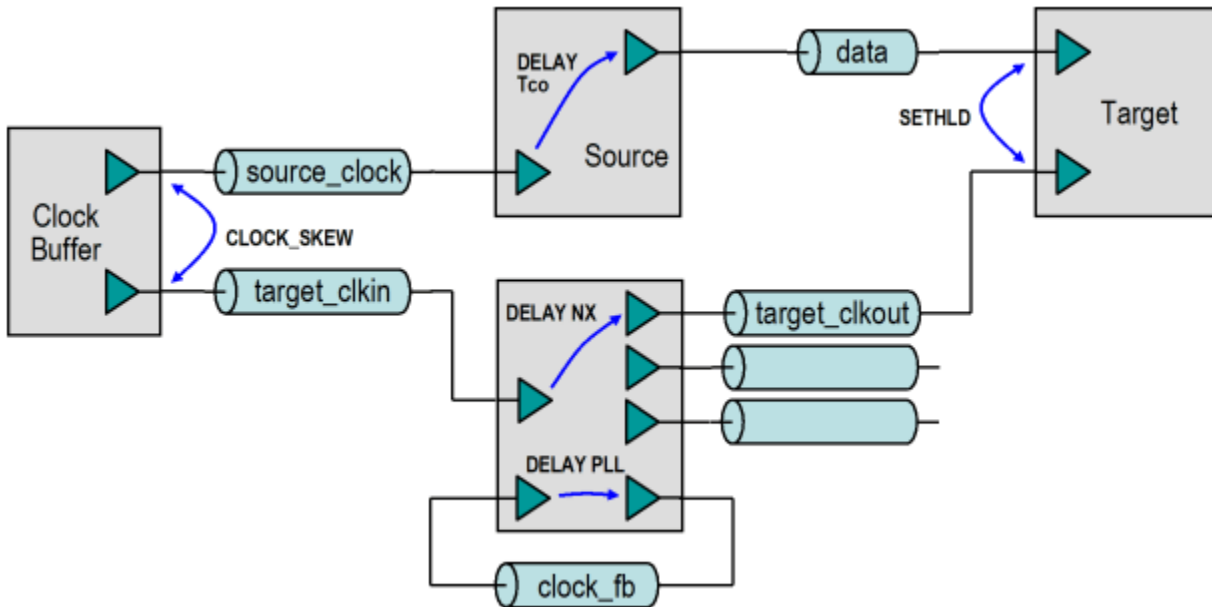 data
DELAY
Tco
SETHLD
Target
Source
source_clock
Clock
Buffer
CLOCK_SKEW
target_clkin
DELAY NX
target_clkout
DELAY PLL
clock_fb